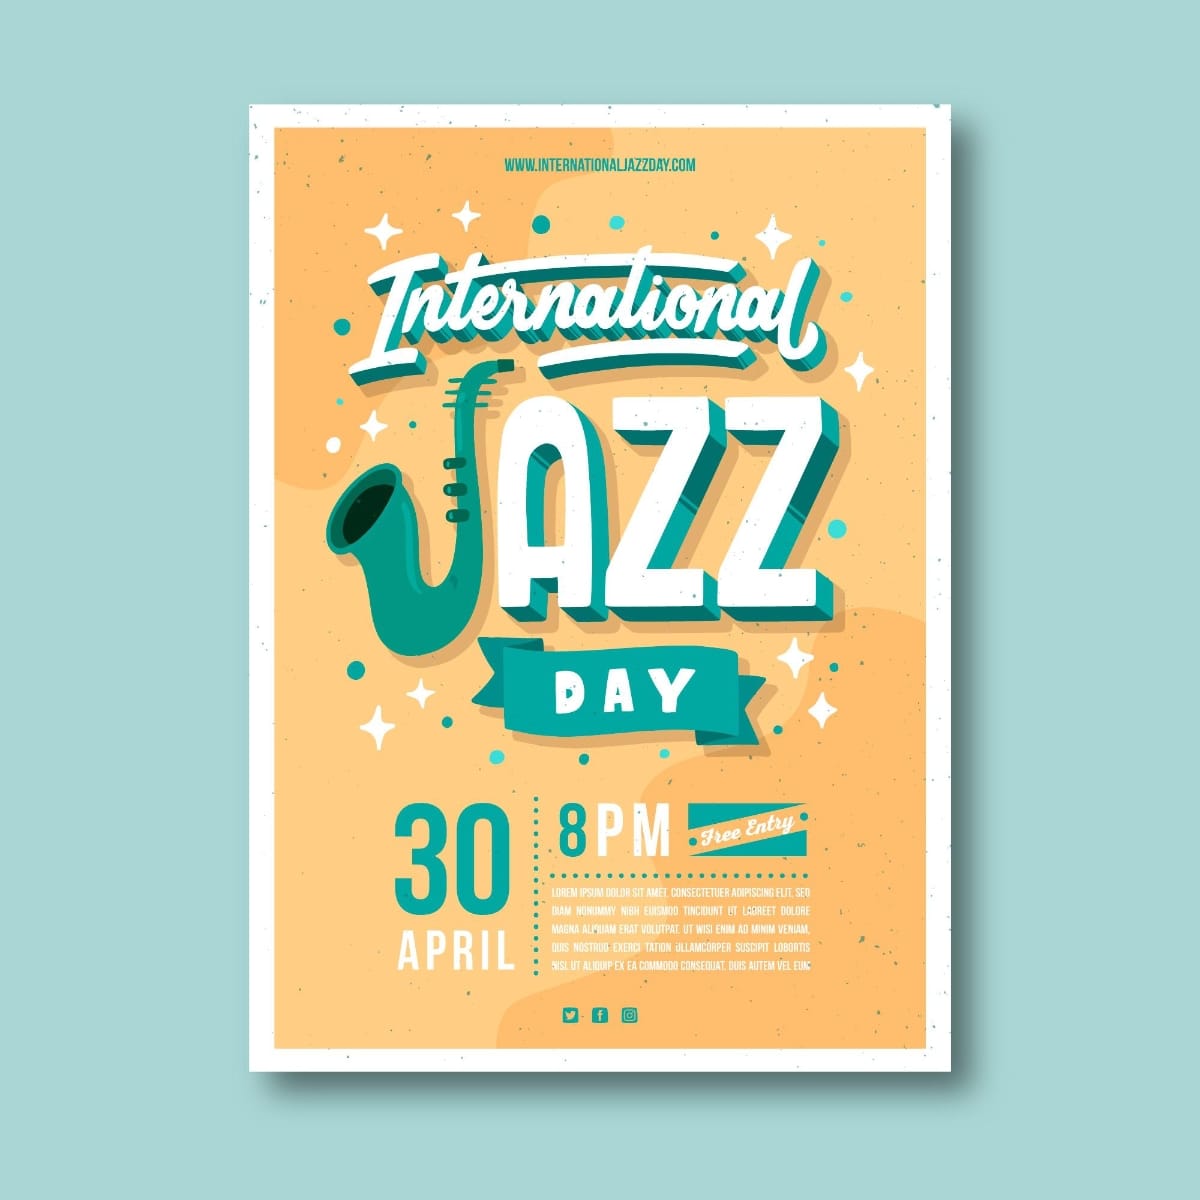 WWW.INTERNATIONALJAZZDAY.COM
International
JAZZ
DAY
30
APRIL
8PM
Free Entry
LOREM IPSUM DOLOR SIT AMET, CONSECTETUER ADIPISCING ELIT, SED
DIAM NONUMMY NIBH EUISMOD TINCIDUNT UT LAOREET DOLORE
MAGNA ALIQUAM ERAT VOLUTPAT. UT WISI ENIM AD MINIM VENIAM,
QUIS NOSTRUD EXERCI TATION ULLAMCORPER SUSCIPIT LOBORTIS
NISL UT ALIQUIP EX EA COMMODO CONSEQUAT. DUIS AUTEM VEL EUM